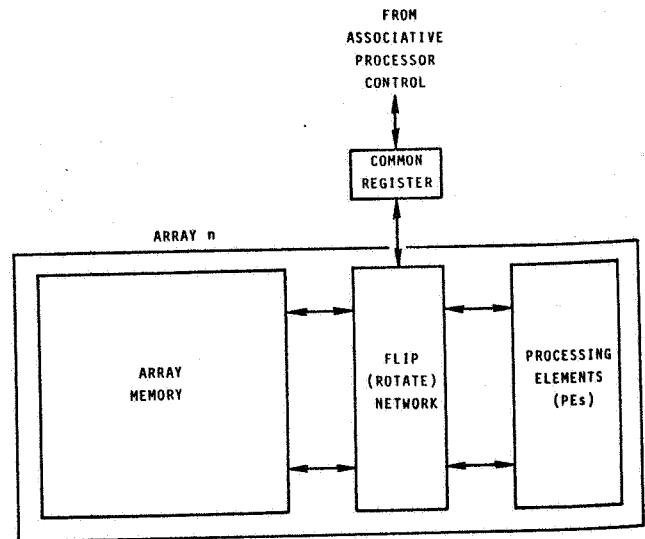 FROM
ASSOCIATIVE
PROCESSOR
CONTROL
COMMON
REGISTER
ARRAY n
ARRAY
MEMORY
FLIP
(ROTATE)
NETWORK
PROCESSING
ELEMENTS
(PEs)